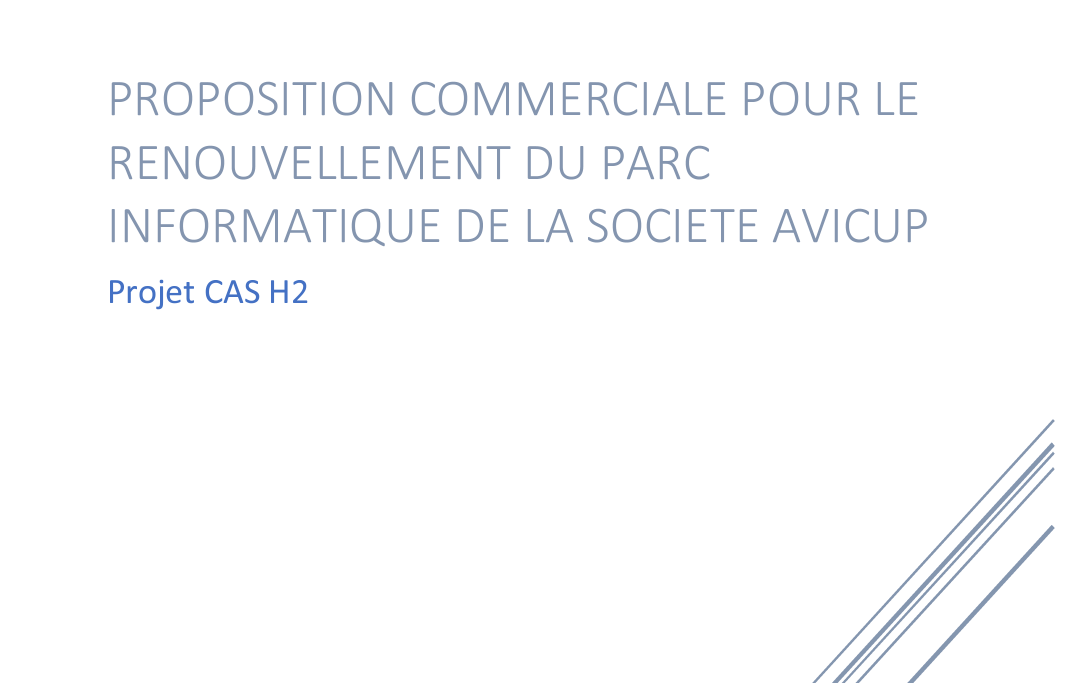 PROPOSITION COMMERCIALE POUR LE
RENOUVELLEMENT DU PARC
INFORMATIQUE DE LA SOCIETE AVICUP
Projet CAS H2